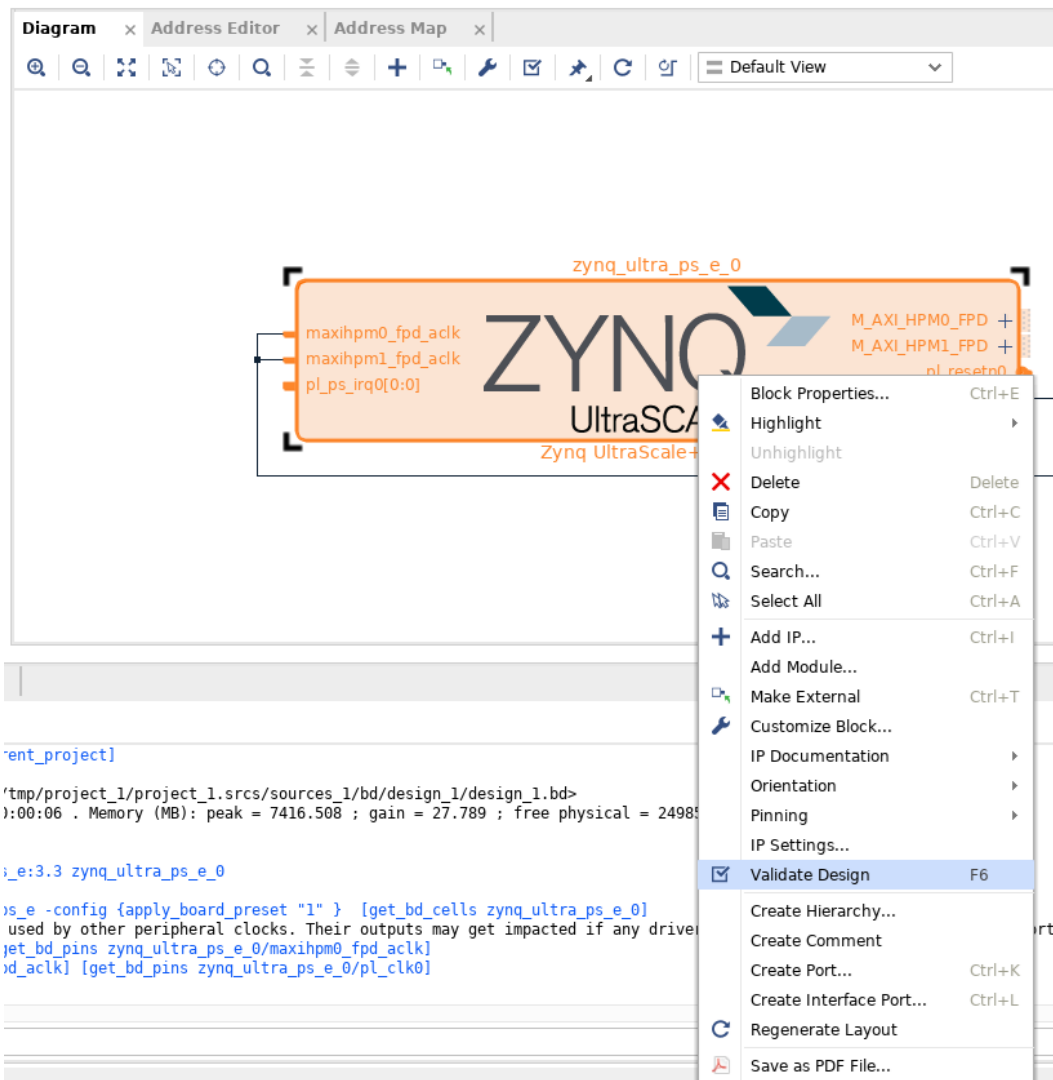 Diagram × Address Editor × Address Map ×
Default View
zynq_ultra_ps_e_0
maxihpm0_fpd_aclk
maxihpm1_fpd_aclk
pl_ps_irq0[0:0]
ZYNQ
UltraSCA
M_AXI_HPM0_FPD
M_AXI_HPM1_FPD
pl_resetn0
Zynq UltraScale+
Block Properties... Ctrl+E
Highlight
Unhighlight
Delete Delete
Copy Ctrl+C
Paste Ctrl+V
Search... Ctrl+F
Select All Ctrl+A
Add IP... Ctrl+I
Add Module...
Make External Ctrl+T
Customize Block...
IP Documentation
Orientation
Pinning
IP Settings...
Validate Design F6
Create Hierarchy...
Create Comment
Create Port... Ctrl+K
Create Interface Port... Ctrl+L
Regenerate Layout
Save as PDF File...
rent_project]
/tmp/project_1/project_1.srcs/sources_1/bd/design_1/design_1.bd>
0:00:06 . Memory (MB): peak = 7416.508 ; gain = 27.789 ; free physical = 2498
s_e:3.3 zynq_ultra_ps_e_0
ps_e -config {apply_board_preset "1" } [get_bd_cells zynq_ultra_ps_e_0]
used by other peripheral clocks. Their outputs may get impacted if any driver
get_bd_pins zynq_ultra_ps_e_0/maxihpm0_fpd_aclk]
pd_aclk] [get_bd_pins zynq_ultra_ps_e_0/pl_clk0]